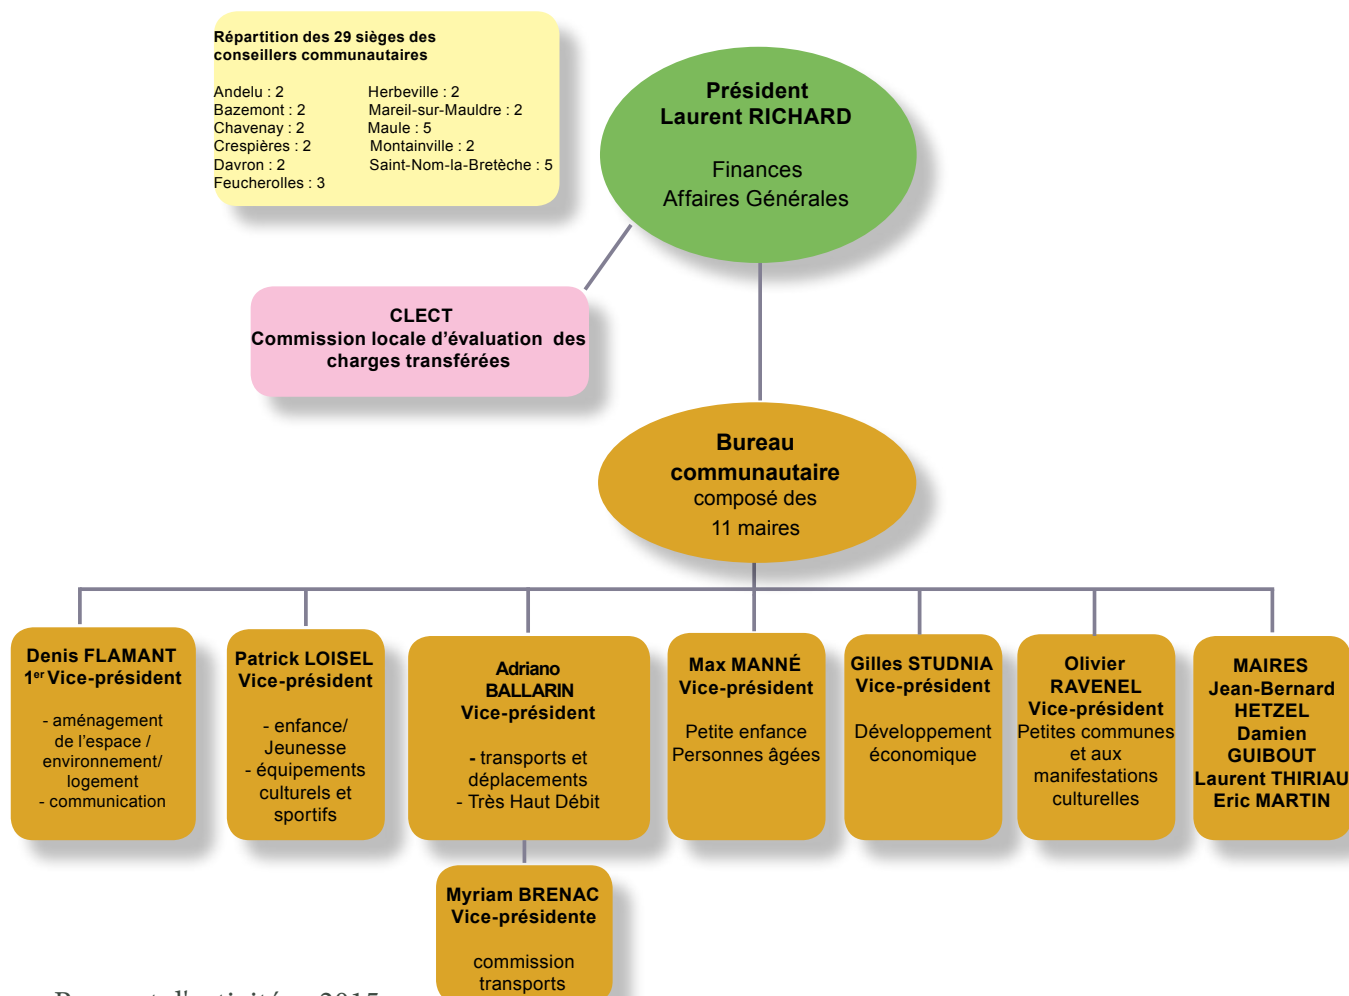 Répartition des 29 sièges des
conseillers communautaires
Andelu : 2
Bazemont : 2
Chavenay : 2
Crespières : 2
Davron : 2
Feucherolles : 3
Herbeville : 2
Mareil-sur-Mauldre : 2
Maule : 5
Montainville : 2
Saint-Nom-la-Bretèche : 5
Président
Laurent RICHARD
Finances
Affaires Générales
CLECT
Commission locale d'évaluation des
charges transférées
Bureau
communautaire
composé des
11 maires
Denis FLAMANT
1er Vice-président
- aménagement
de l'espace /
environnement/
logement
- communication
Patrick LOISEL
Vice-président
- enfance/
Jeunesse
- équipements
culturels et
sportifs
Adriano
BALLARIN
Vice-président
- transports et
déplacements
- Très Haut Débit
Myriam BRENAC
Vice-présidente
commission
transports
Max MANNÉ
Vice-président
Petite enfance
Personnes âgées
Gilles STUDNIA
Vice-président
Développement
économique
Olivier
RAVENEL
Vice-président
Petites communes
et aux
manifestations
culturelles
MAIRES
Jean-Bernard
HETZEL
Damien
GUIBOUT
Laurent THIRIAU
Eric MARTIN
2015